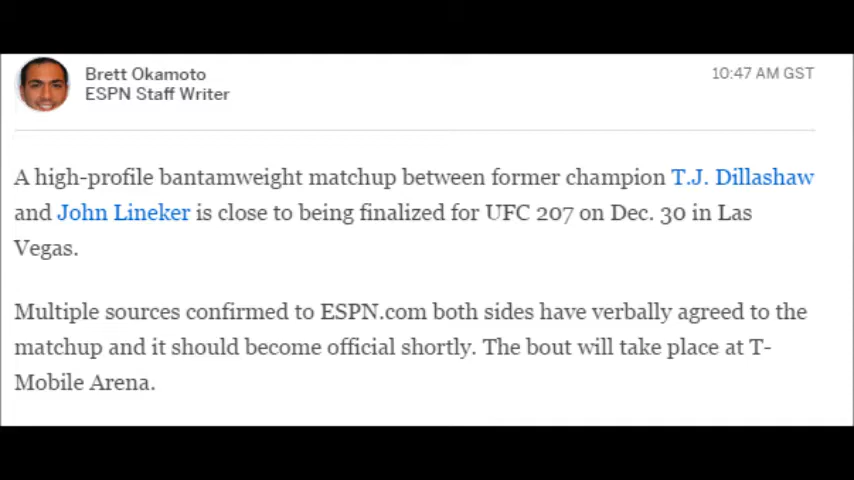 Brett Okamoto
10:47 AM GST
ESPN Staff Writer
A high-profile bantamweight matchup between former champion T.J. Dillashaw
and John Lineker is close to being finalized for UFC 207 on Dec. 30 in Las
Vegas.
Multiple sources confirmed to ESPN.com both sides have verbally agreed to the
matchup and it should become official shortly. The bout will take place at T-
Mobile Arena.